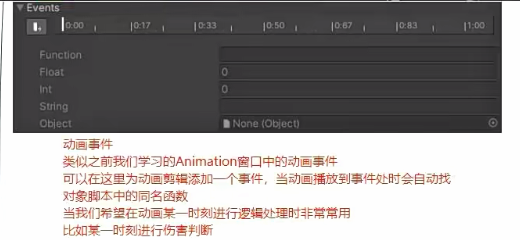 Events
0:00 0:17 0:33 0:50 0:67 0:83 1:00
Function
Float 0
Int 0
String
Object None (Object)
动画事件
类似之前我们学习的Animation窗口中的动画事件
可以在这里为动画剪辑添加一个事件，当动画播放到事件处时会自动找
对象脚本中的同名函数
当我们希望在动画某一时刻进行逻辑处理时非常常用
比如某一时刻进行伤害判断